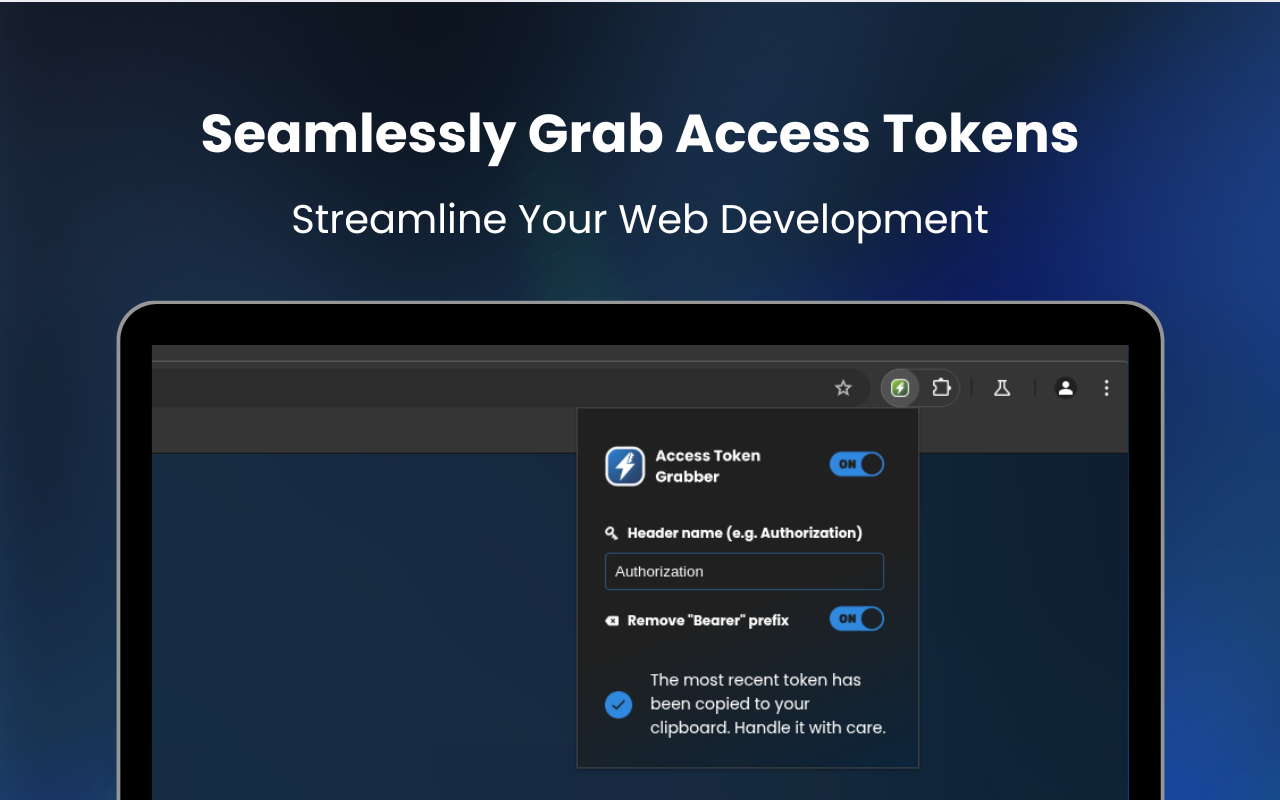 Seamlessly Grab Access Tokens
Streamline Your Web Development
Access Token
Grabber
ON
Header name (e.g. Authorization)
Authorization
Remove "Bearer" prefix
ON
The most recent token has
been copied to your
clipboard. Handle it with care.